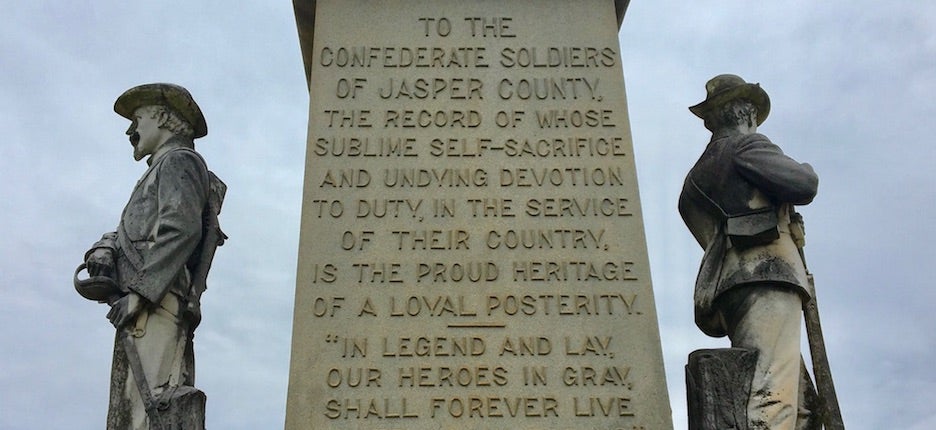 TO THE
CONFEDERATE SOLDIERS
OF JASPER COUNTY,
THE RECORD OF WHOSE
SUBLIME SELF-SACRIFICE
AND UNDYING DEVOTION
TO DUTY, IN THE SERVICE
OF THEIR COUNTRY,
IS THE PROUD HERITAGE
OF A LOYAL POSTERITY.
"IN LEGEND AND LAY,
OUR HEROES IN GRAY,
SHALL FOREVER LIVE